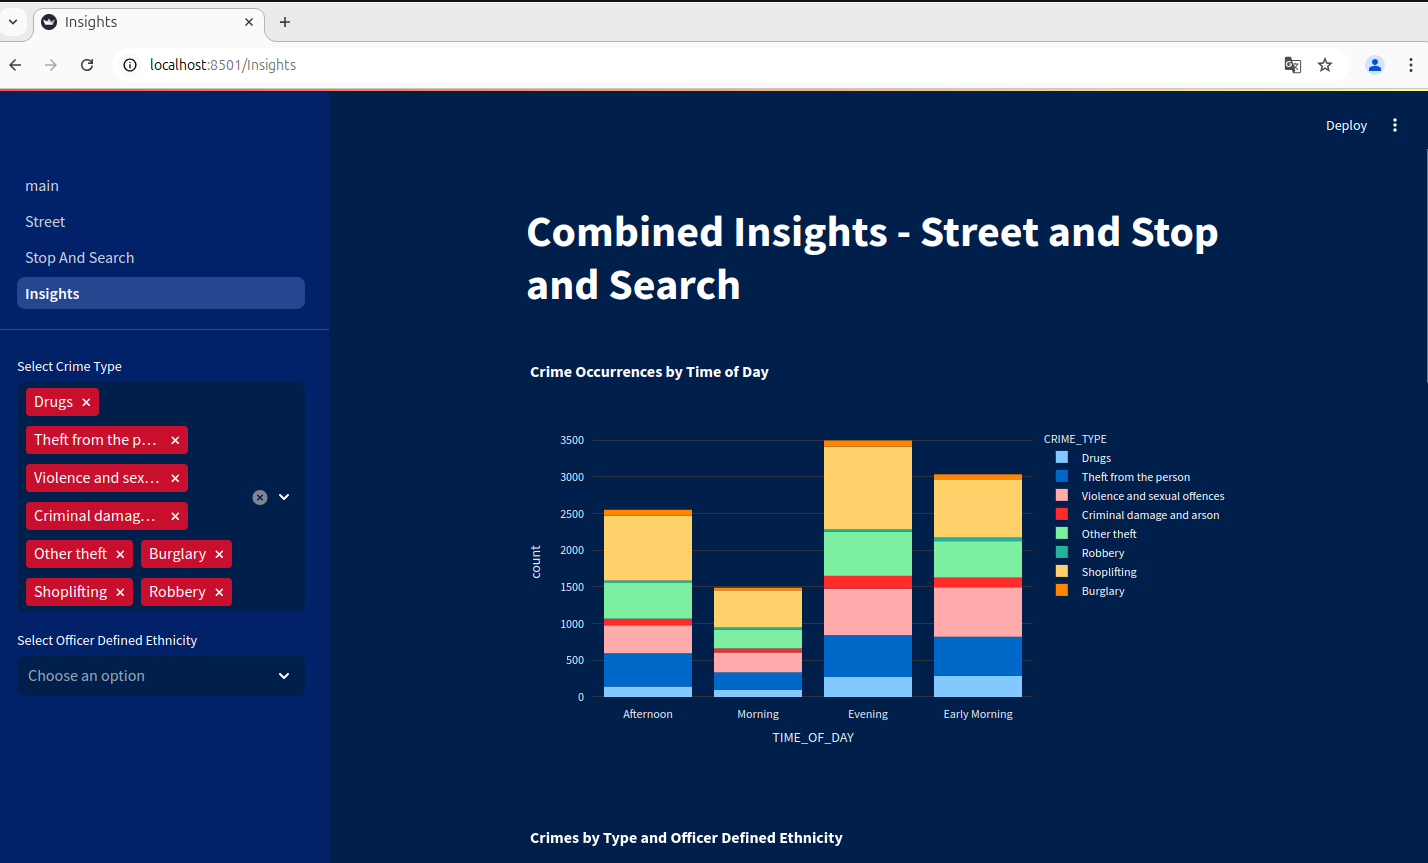 Insights
localhost:8501/Insights
Deploy
main
Street
Stop And Search
Insights
Select Crime Type
Drugs
Theft from the p…
Violence and sex…
Criminal damag…
Other theft Burglary
Shoplifting Robbery
Select Officer Defined Ethnicity
Choose an option
Combined Insights - Street and Stop
and Search
Crime Occurrences by Time of Day
3500
3000
2500
2000
1500
1000
500
0
count
Afternoon Morning Evening Early Morning
TIME_OF_DAY
CRIME_TYPE
Drugs
Theft from the person
Violence and sexual offences
Criminal damage and arson
Other theft
Robbery
Shoplifting
Burglary
Crimes by Type and Officer Defined Ethnicity